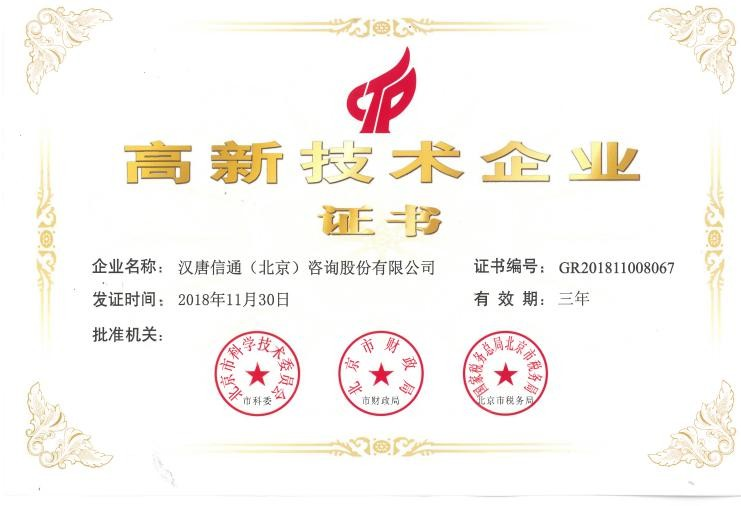 CTP
高新技术企业
证书
企业名称： 汉唐信通（北京）咨询股份有限公司
证书编号： GR201811008067
发证时间： 2018年11月30日
有 效 期： 三年
批准机关：
北京市科学技术委员会
市科委
北京市财政局
市财政局
国家税务总局北京市税务局
北京市税务局